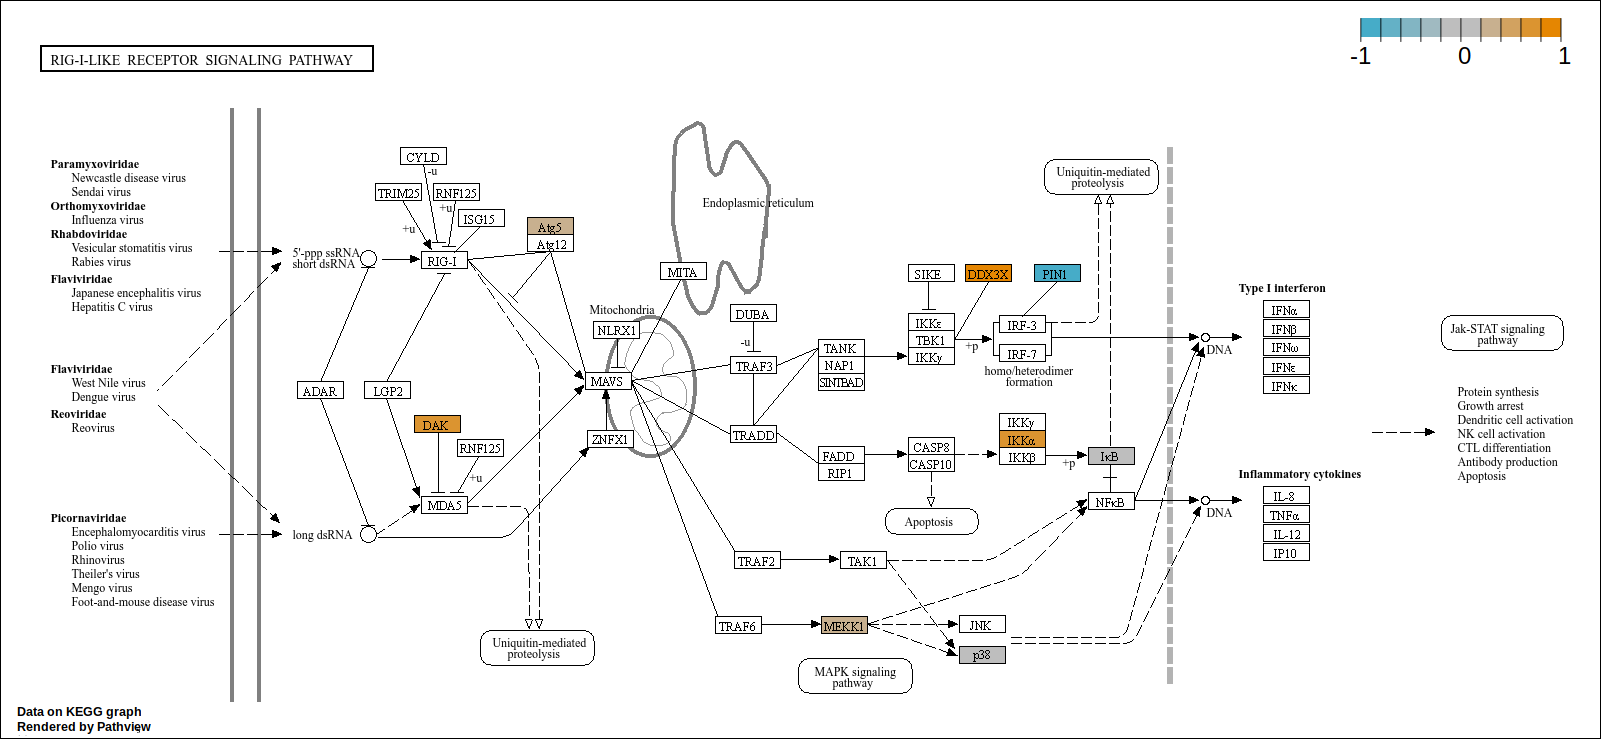 -1 0 1
RIG-I-LIKE RECEPTOR SIGNALING PATHWAY
Paramyxoviridae
Newcastle disease virus
Sendai virus
Orthomyxoviridae
Influenza virus
Rhabdoviridae
Vesicular stomatitis virus
Rabies virus
Flaviviridae
Japanese encephalitis virus
Hepatitis C virus
Flaviviridae
West Nile virus
Dengue virus
Reoviridae
Reovirus
Picornaviridae
Encephalomyocarditis virus
Polio virus
Rhinovirus
Theiler's virus
Mengo virus
Foot-and-mouse disease virus
5'-ppp ssRNA
short dsRNA
ADAR
long dsRNA
CYLD
-u
TRIM25
RNF125
+u
ISG15
+u
RIG-I
Atg5
Atg12
LGP2
DAK
RNF125
+u
MDA5
Uniquitin-mediated
proteolysis
Endoplasmic reticulum
MITA
Mitochondria
NLRX1
MAVS
ZNFX1
DUBA
-u
TRAF3
TRADD
TRAF2
TRAF6
TANK
NAP1
SINTBAD
FADD
RIP1
TAK1
MEKK1
MAPK signaling
pathway
SIKE
DDX3X
PIN1
IKKε
TBK1
IKKγ
+p
IRF-3
IRF-7
homo/heterodimer
formation
CASP8
CASP10
Apoptosis
IKKγ
IKKα
IKKβ
+p
IκB
NFκB
JNK
p38
Uniquitin-mediated
proteolysis
DNA
DNA
Type I interferon
IFNα
IFNβ
IFNω
IFNε
IFNκ
Inflammatory cytokines
IL-8
TNFα
IL-12
IP10
Jak-STAT signaling
pathway
Protein synthesis
Growth arrest
Dendritic cell activation
NK cell activation
CTL differentiation
Antibody production
Apoptosis
Data on KEGG graph
Rendered by Pathview